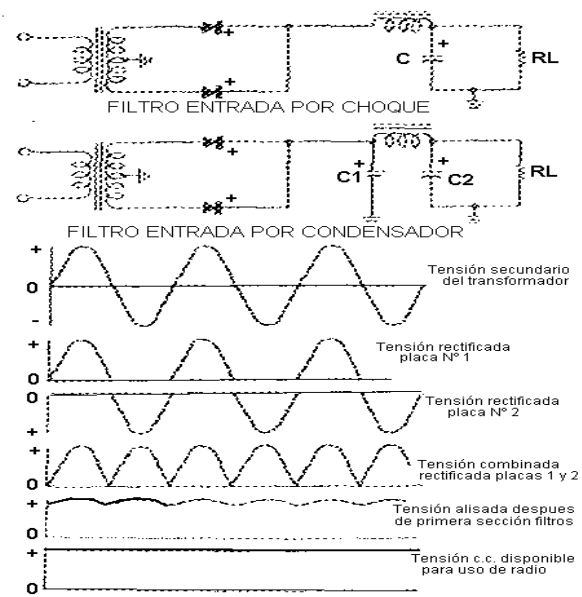 +
C
+
RL
+
FILTRO ENTRADA POR CHOQUE
+
C1
+
C2
+
RL
+
FILTRO ENTRADA POR CONDENSADOR
+
0
-
Tensión secundario
del transformador
+
0
Tensión rectificada
placa Nº 1
0
+
Tensión rectificada
placa Nº 2
+
0
Tensión combinada
rectificada placas 1 y 2
+
0
Tensión alisada despues
de primera sección filtros
+
0
Tensión c.c. disponible
para uso de radio